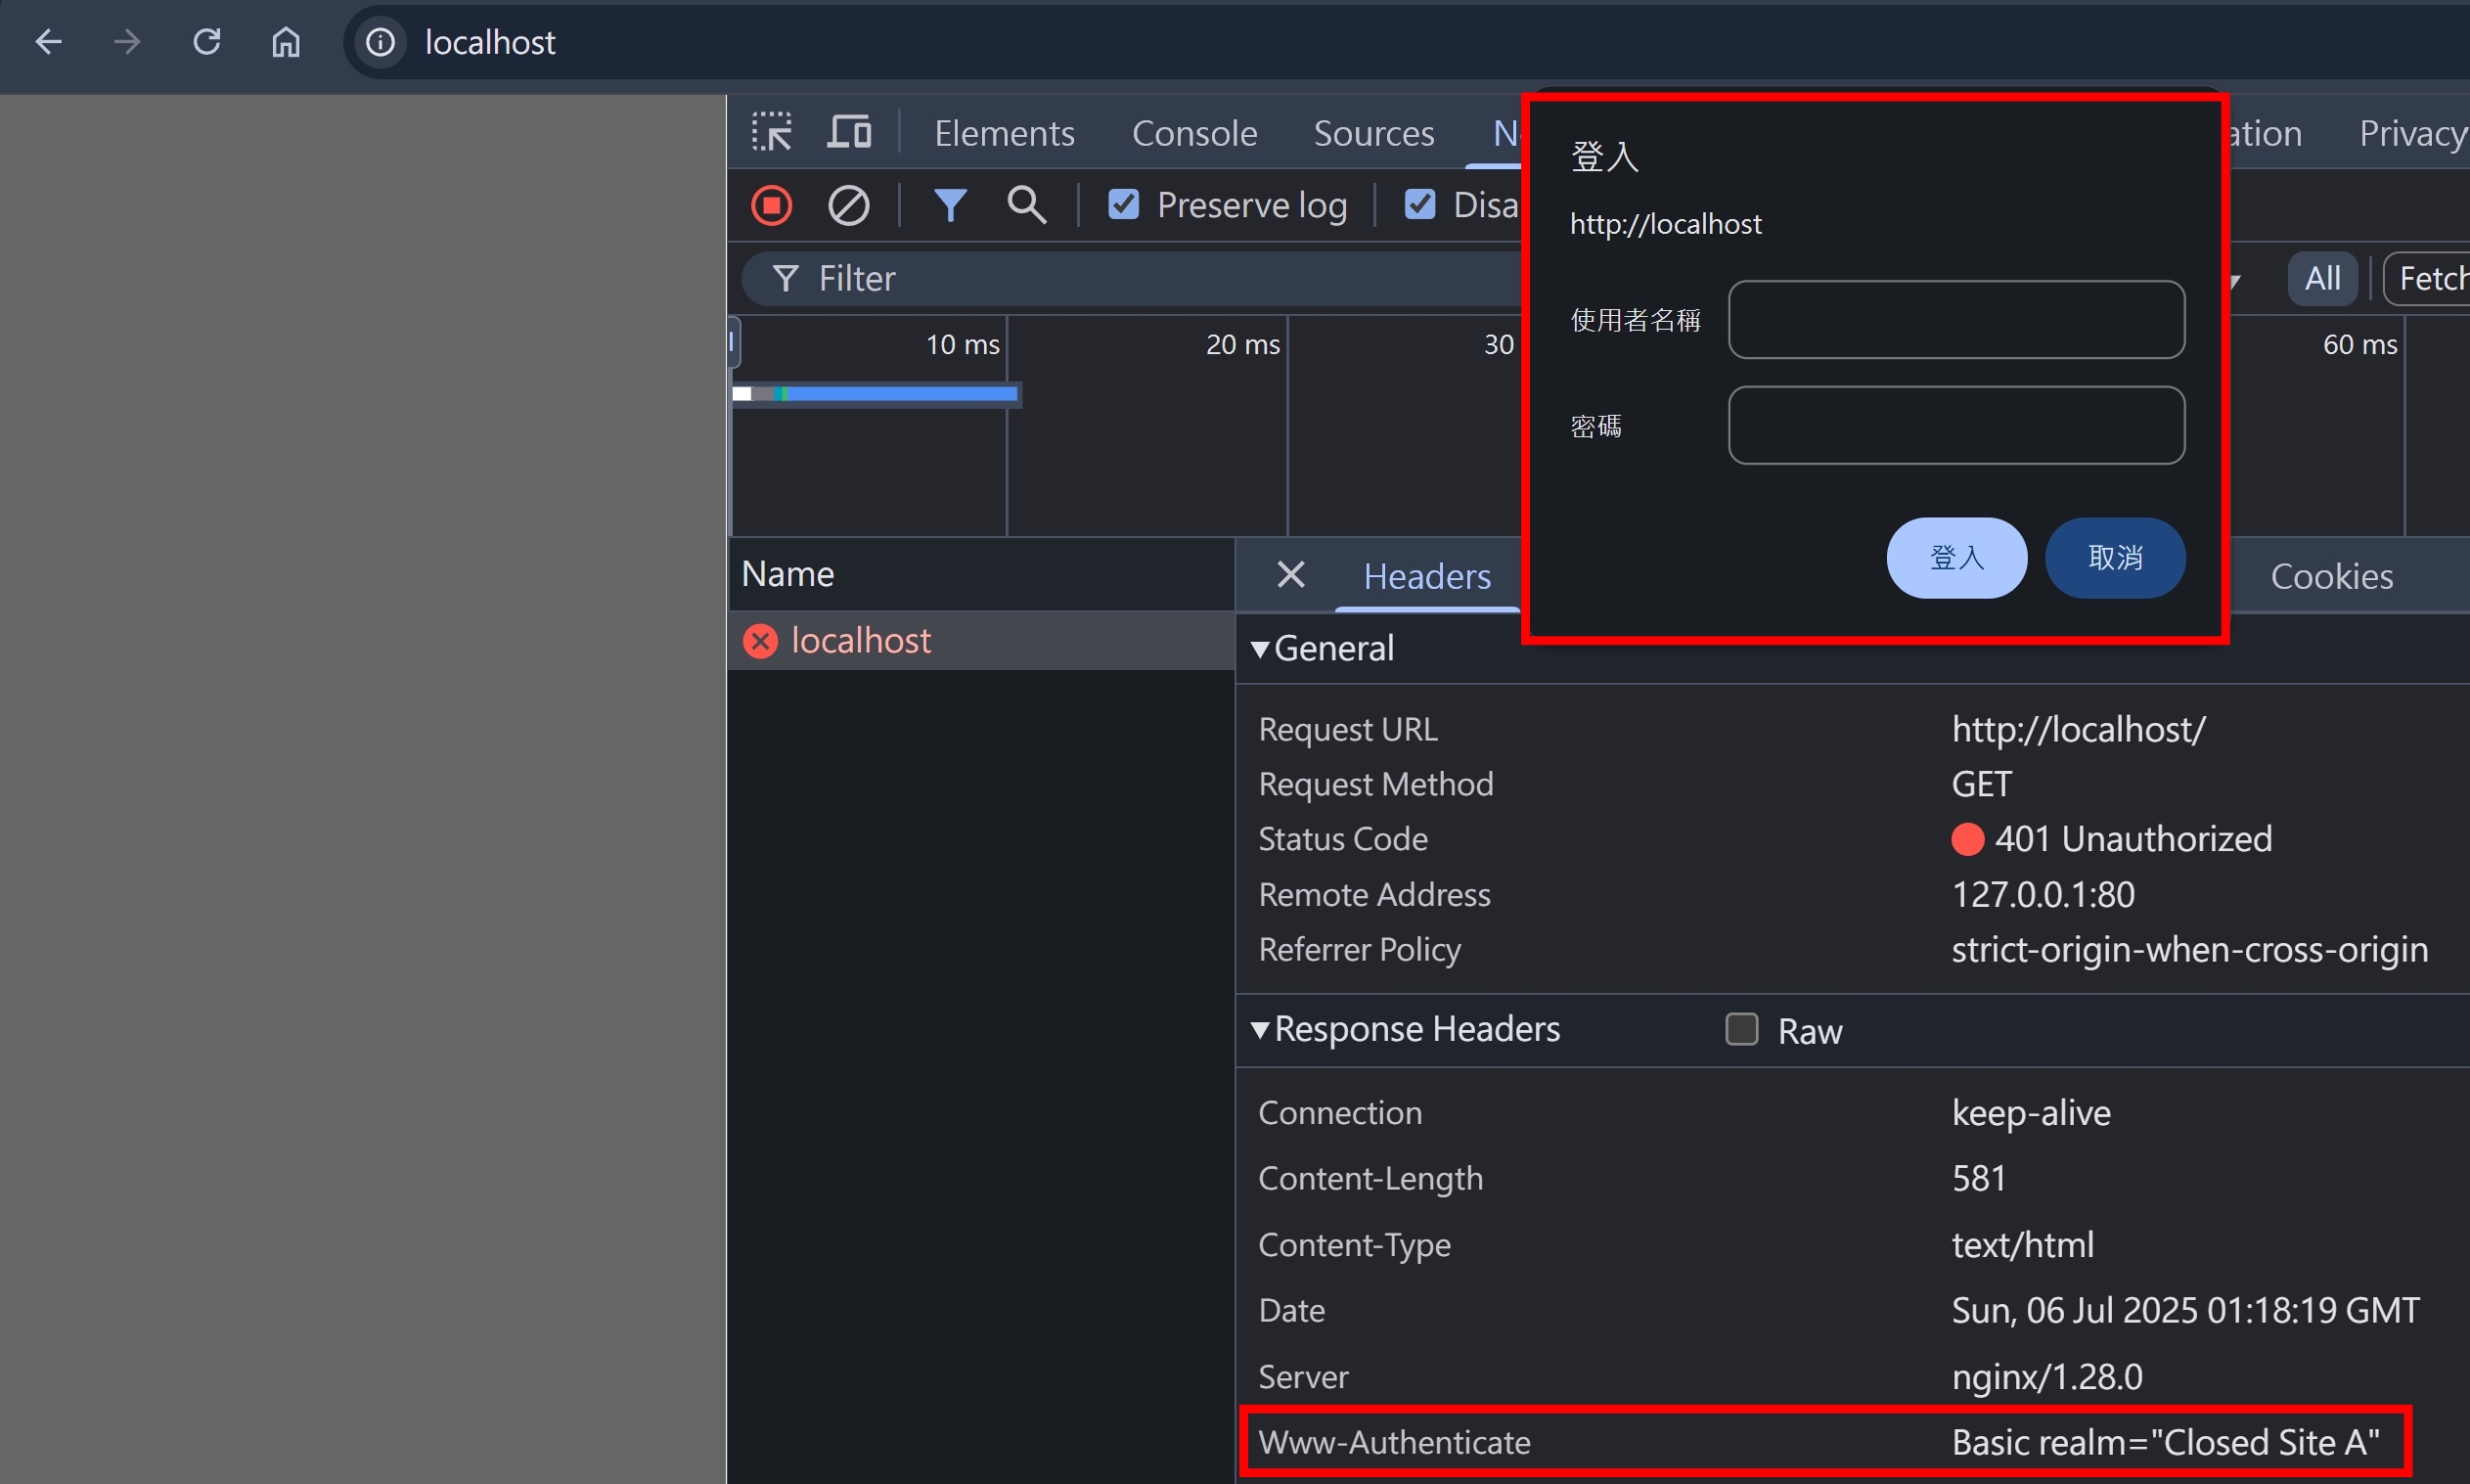 localhost
Elements Console Sources
ation Privacy
Preserve log Disa
Filter
All Fetch
10 ms 20 ms 30 60 ms
登入
http://localhost
使用者名稱
密碼
登入 取消
Name
localhost
Headers Cookies
General
Request URL http://localhost/
Request Method GET
Status Code 401 Unauthorized
Remote Address 127.0.0.1:80
Referrer Policy strict-origin-when-cross-origin
Response Headers Raw
Connection keep-alive
Content-Length 581
Content-Type text/html
Date Sun, 06 Jul 2025 01:18:19 GMT
Server nginx/1.28.0
Www-Authenticate Basic realm="Closed Site A"